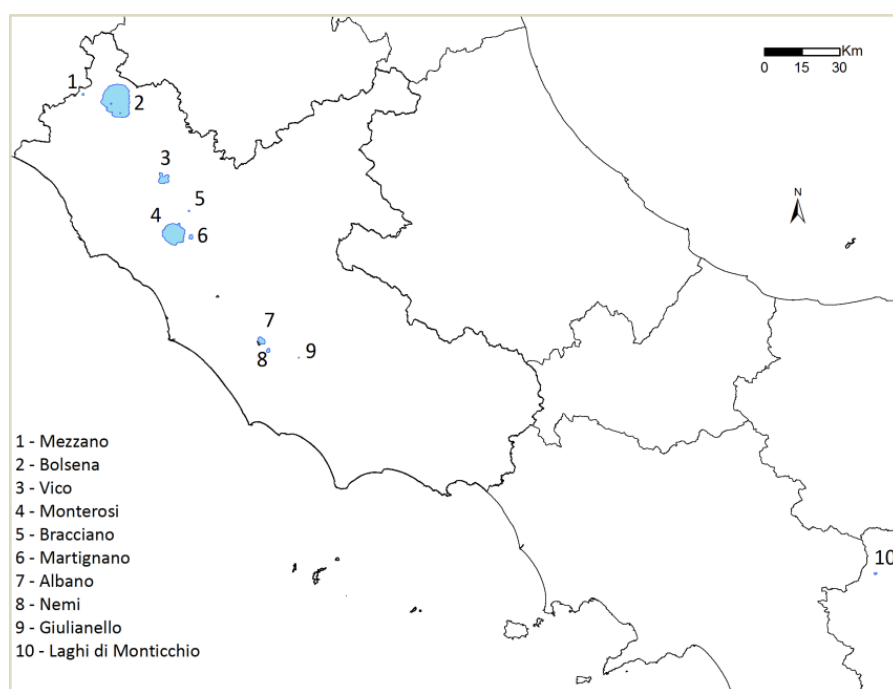 Km
0 15 30
1
2
N
3
5
4
6
7
8
9
10
1 - Mezzano
2 - Bolsena
3 - Vico
4 - Monterosi
5 - Bracciano
6 - Martignano
7 - Albano
8 - Nemi
9 - Giulianello
10 - Laghi di Monticchio